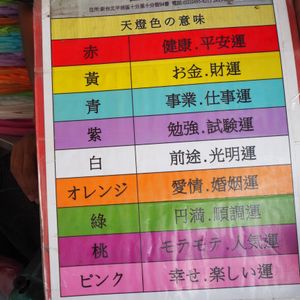 天燈色の意味
赤 健康.平安運
黃 お金.財運
青 事業.仕事運
紫 勉強.試験運
白 前途.光明運
オレンジ 愛情.婚姻運
綠 円満.順調運
桃 モテモテ.人氣運
ピンク 幸せ.楽しい運